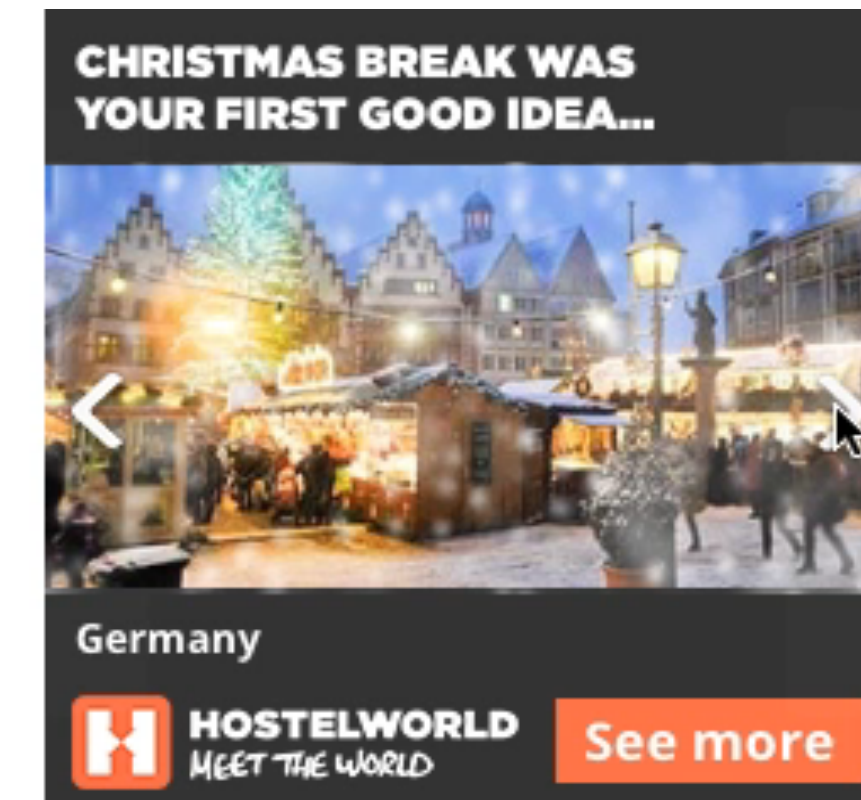 CHRISTMAS BREAK WAS
YOUR FIRST GOOD IDEA...
Germany
HOSTELWORLD
MEET THE WORLD
See more